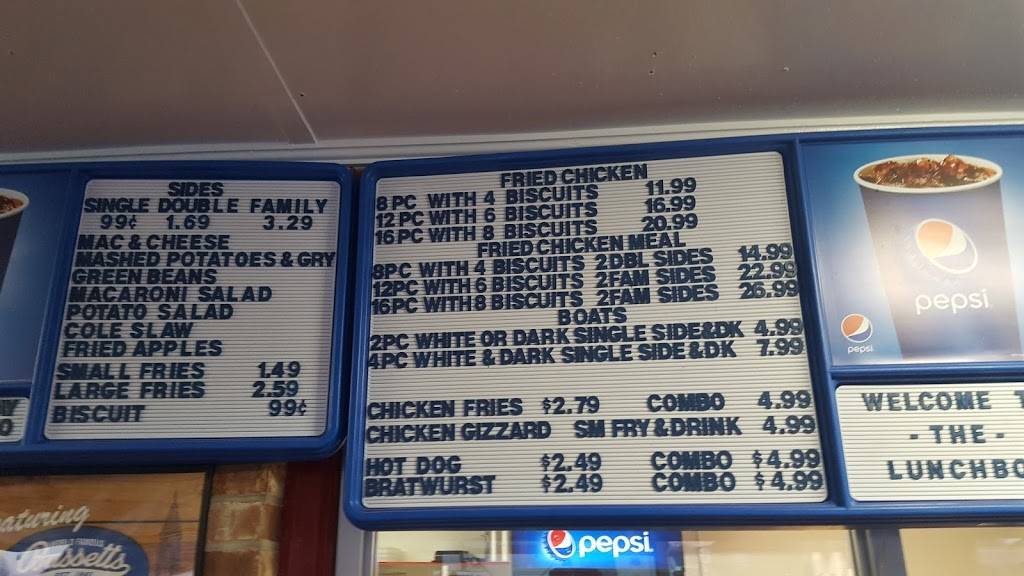 SIDES
SINGLE DOUBLE FAMILY
99¢ 1.69 3.29
MAC & CHEESE
MASHED POTATOES & GRY
GREEN BEANS
MACARONI SALAD
POTATO SALAD
COLE SLAW
FRIED APPLES
SMALL FRIES 1.49
LARGE FRIES 2.59
BISCUIT 99¢
FRIED CHICKEN
8 PC WITH 4 BISCUITS 11.99
12 PC WITH 6 BISCUITS 16.99
16 PC WITH 8 BISCUITS 20.99
FRIED CHICKEN MEAL
8PC WITH 4 BISCUITS 2DBL SIDES 14.99
12PC WITH 6 BISCUITS 2FAM SIDES 22.99
16PC WITH 8 BISCUITS 2FAM SIDES 26.99
BOATS
2PC WHITE OR DARK SINGLE SIDE&DK 4.99
4PC WHITE & DARK SINGLE SIDE&DK 7.99
CHICKEN FRIES $2.79 COMBO 4.99
CHICKEN GIZZARD SM FRY & DRINK 4.99
HOT DOG $2.49 COMBO $4.99
BRATWURST $2.49 COMBO $4.99
pepsi
pepsi
WELCOME T
- THE -
LUNCHBO
aturing
Bassetts
pepsi